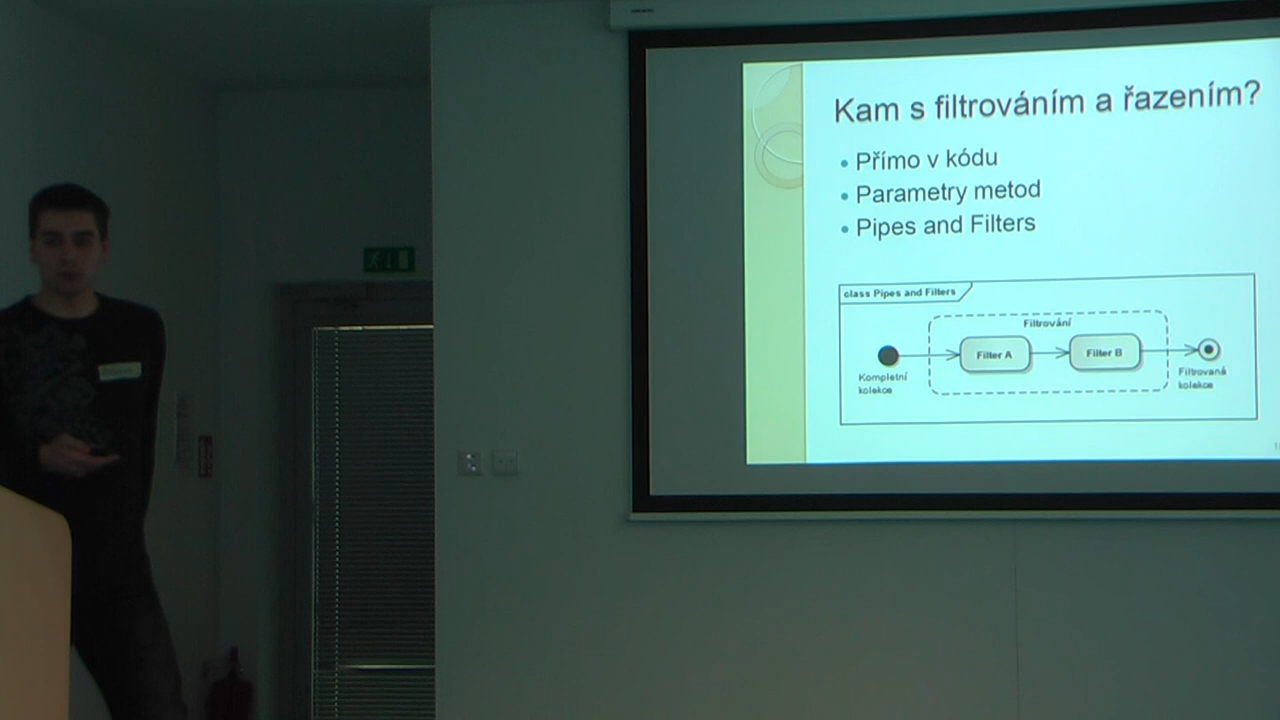 Kam s filtrováním a řazením?
• Přímo v kódu
• Parametry metod
• Pipes and Filters
class Pipes and Filters
Filtrování
Filter A
Filter B
Kompletní
kolekce
Filtrovaná
kolekce